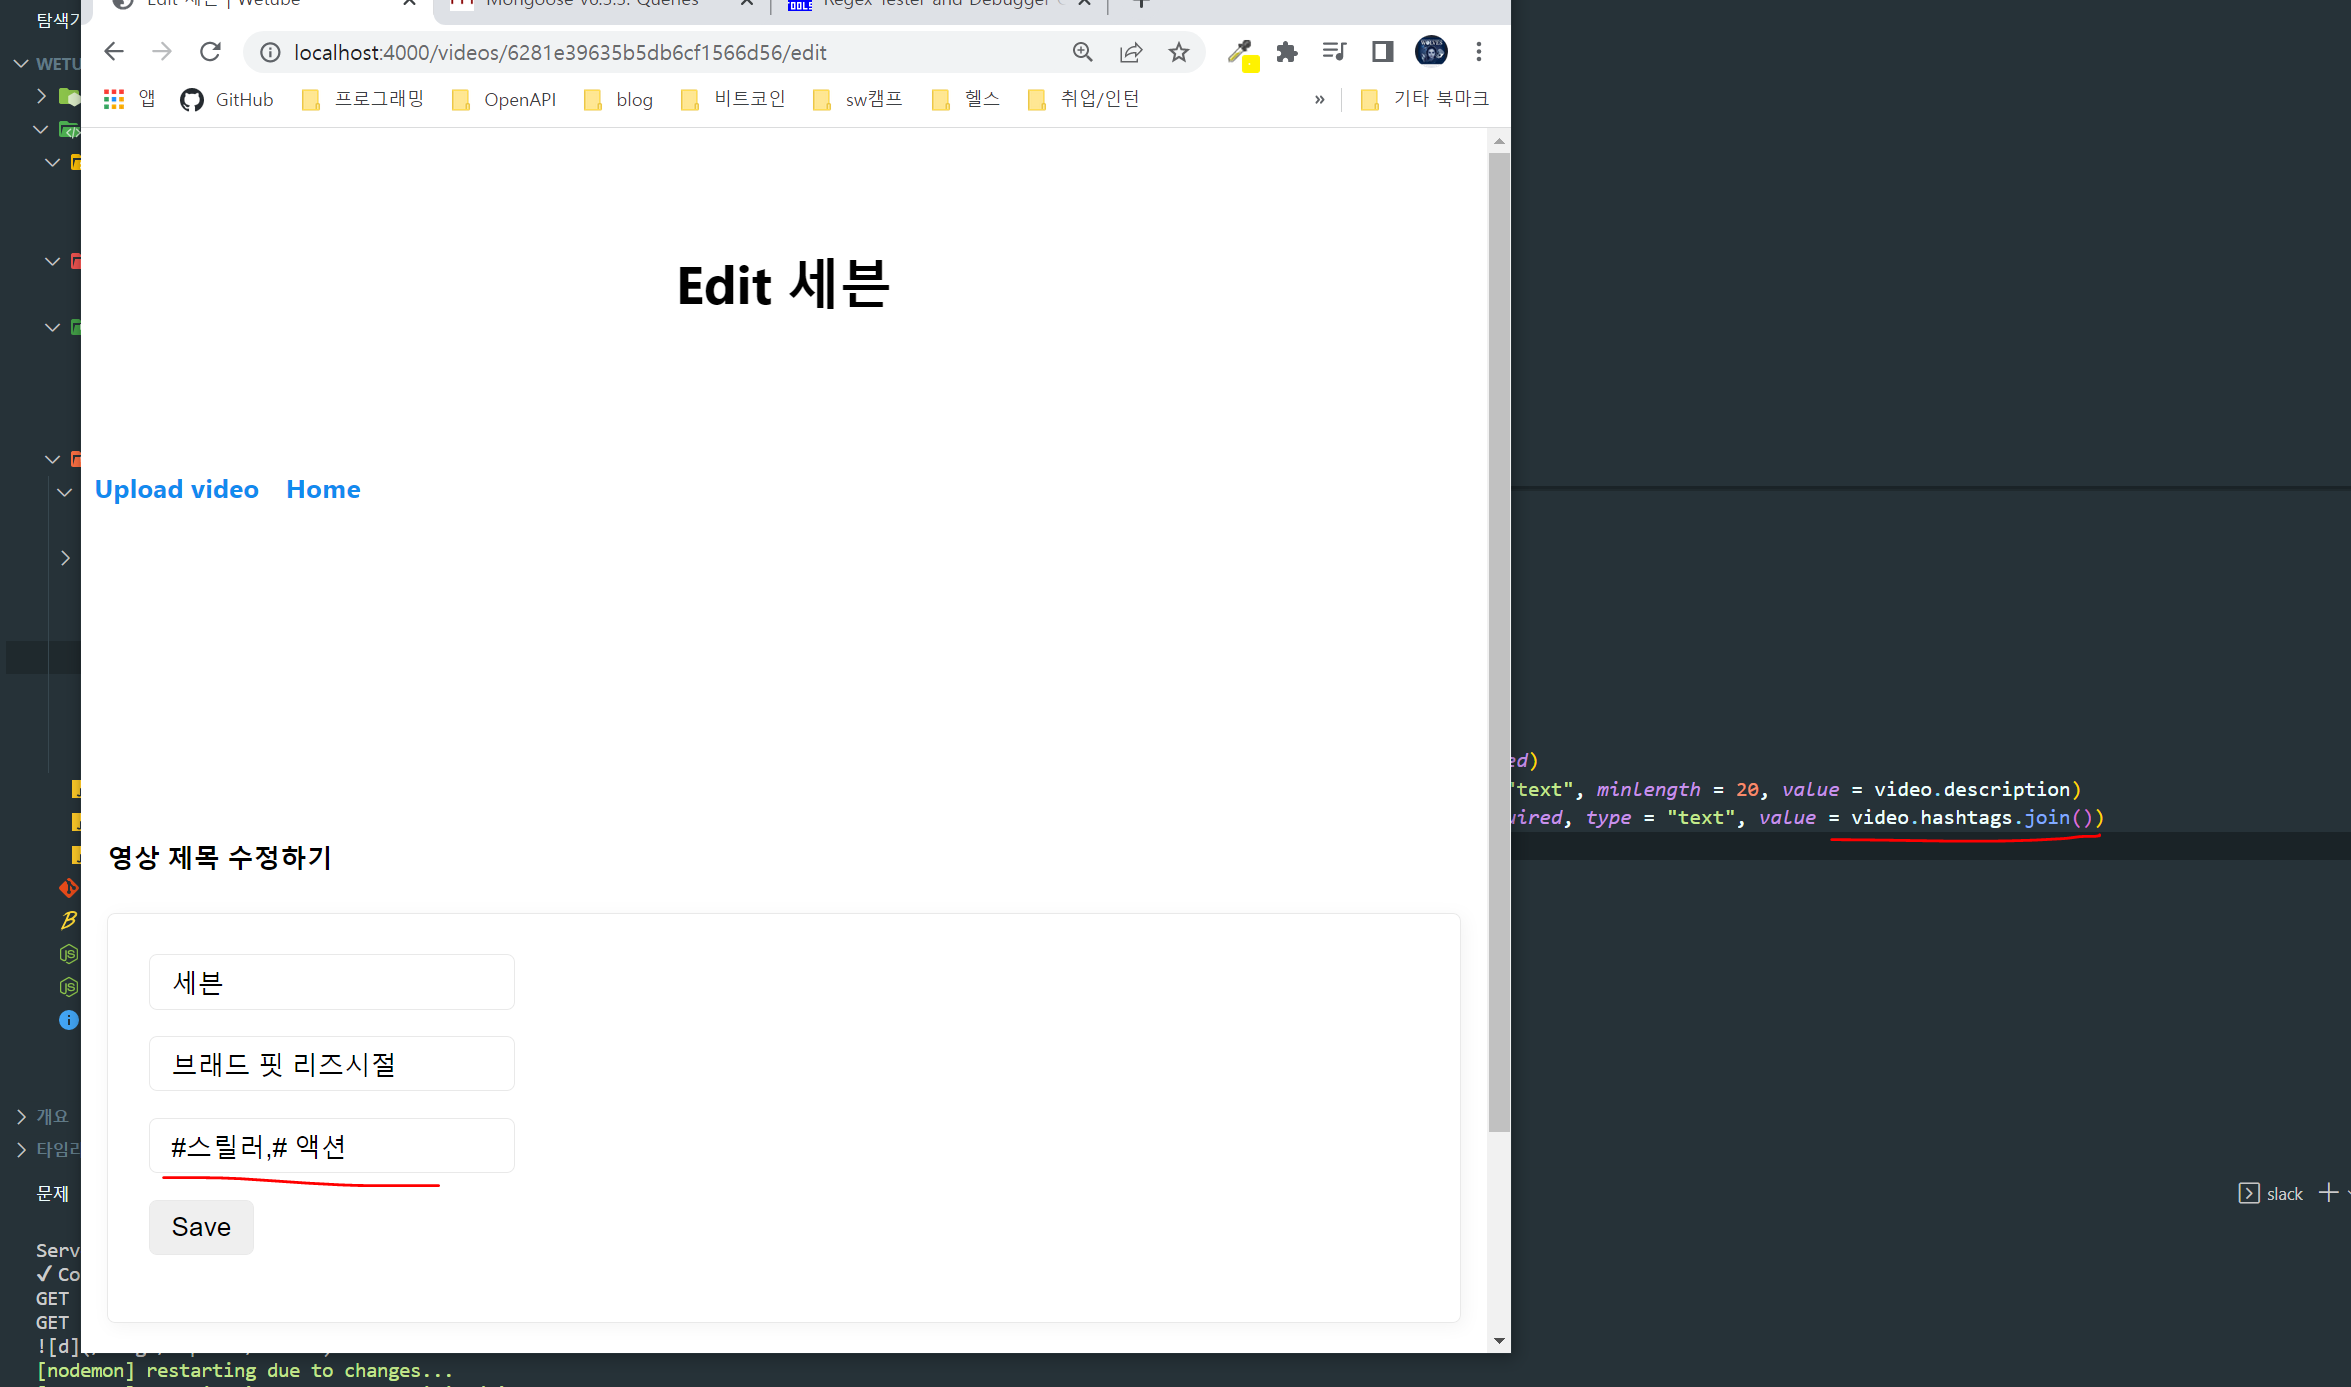 탐색기
Edit 세븐 | Wetube
Mongoose v6.3.3: Queries
Regex Tester and Debugger
WETU
localhost:4000/videos/6281e39635b5db6cf1566d56/edit
앱 GitHub 프로그래밍 OpenAPI blog 비트코인 sw캠프 헬스 취업/인턴 » 기타 북마크
Edit 세븐
Upload video Home
ed)
"text", minlength = 20, value = video.description)
uired, type = "text", value = video.hashtags.join())
영상 제목 수정하기
세븐
브래드 핏 리즈시절
#스릴러,# 액션
Save
개요
타임라
문제
slack
Serv
✓ Co
GET
GET
![d]
[nodemon] restarting due to changes...